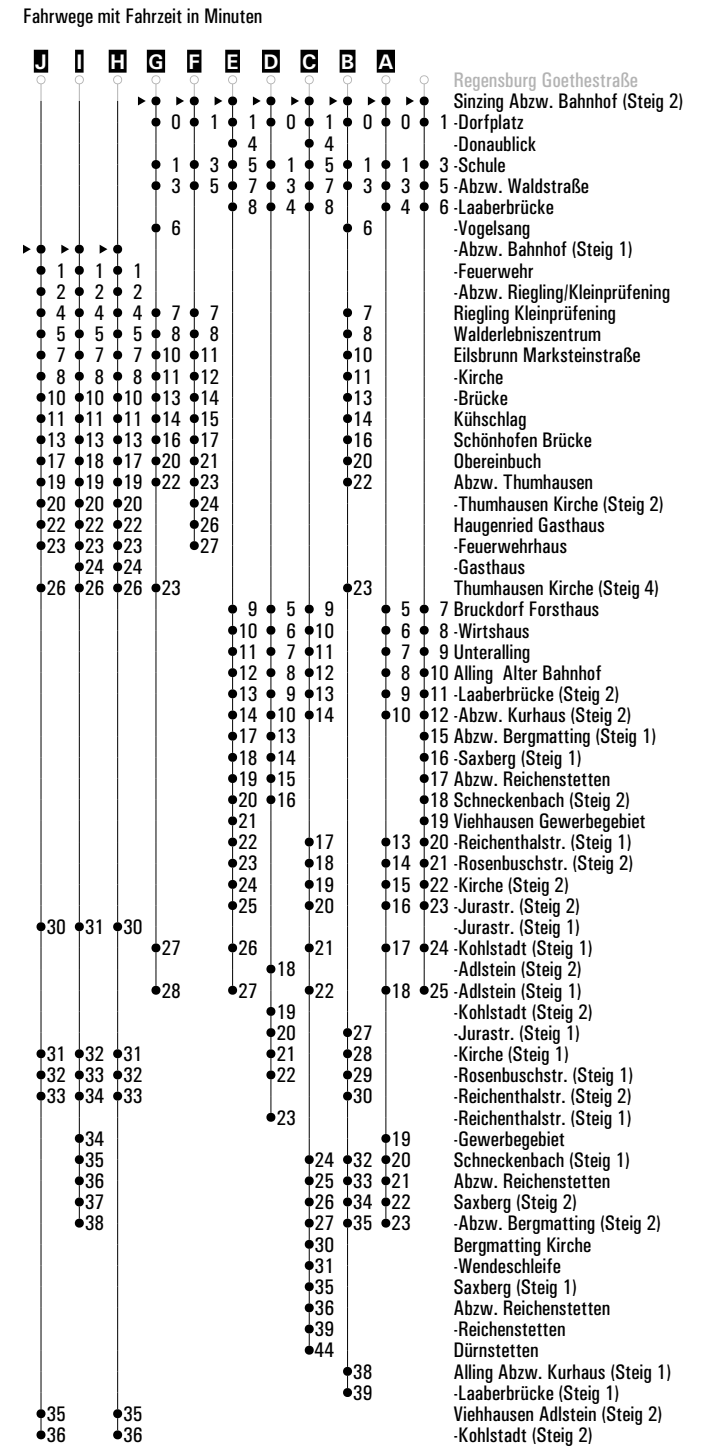 Fahrwege mit Fahrzeit in Minuten
J I H G F E D C B A
Regensburg Goethestraße
Sinzing Abzw. Bahnhof (Steig 2)
0 1 1 0 1 0 0 1 -Dorfplatz
4 4 -Donaublick
1 3 5 1 5 1 1 3 -Schule
3 5 7 3 7 3 3 5 -Abzw. Waldstraße
8 4 8 4 6 -Laaberbrücke
6 6 -Vogelsang
-Abzw. Bahnhof (Steig 1)
1 1 1 -Feuerwehr
2 2 2 -Abzw. Riegling/Kleinprüfening
4 4 4 7 7 7 Riegling Kleinprüfening
5 5 5 8 8 8 Walderlebniszentrum
7 7 7 10 11 10 Eilsbrunn Marksteinstraße
8 8 8 11 12 11 -Kirche
10 10 10 13 14 13 -Brücke
11 11 11 14 15 14 Kühschlag
13 13 13 16 17 16 Schönhofen Brücke
17 18 17 20 21 20 Obereinbuch
19 19 19 22 23 22 Abzw. Thumhausen
20 20 20 24 -Thumhausen Kirche (Steig 2)
22 22 22 26 Haugenried Gasthaus
23 23 23 27 -Feuerwehrhaus
24 24 -Gasthaus
26 26 26 23 23 Thumhausen Kirche (Steig 4)
9 5 9 5 7 Bruckdorf Forsthaus
10 6 10 6 8 -Wirtshaus
11 7 11 7 9 Unteralling
12 8 12 8 10 Alling Alter Bahnhof
13 9 13 9 11 -Laaberbrücke (Steig 2)
14 10 14 10 12 -Abzw. Kurhaus (Steig 2)
17 13 15 Abzw. Bergmatting (Steig 1)
18 14 16 -Saxberg (Steig 1)
19 15 17 Abzw. Reichenstetten
20 16 18 Schneckenbach (Steig 2)
21 19 Viehhausen Gewerbegebiet
22 17 13 20 -Reichenthalstr. (Steig 1)
23 18 14 21 -Rosenbuschstr. (Steig 2)
24 19 15 22 -Kirche (Steig 2)
25 20 16 23 -Jurastr. (Steig 2)
30 31 30 -Jurastr. (Steig 1)
27 26 21 17 24 -Kohlstadt (Steig 1)
18 -Adlstein (Steig 2)
28 27 22 18 25 -Adlstein (Steig 1)
19 -Kohlstadt (Steig 2)
20 27 -Jurastr. (Steig 1)
31 32 31 21 28 -Kirche (Steig 1)
32 33 32 22 29 -Rosenbuschstr. (Steig 1)
33 34 33 30 -Reichenthalstr. (Steig 2)
23 -Reichenthalstr. (Steig 1)
34 19 -Gewerbegebiet
35 24 32 20 Schneckenbach (Steig 1)
36 25 33 21 Abzw. Reichenstetten
37 26 34 22 Saxberg (Steig 2)
38 27 35 23 -Abzw. Bergmatting (Steig 2)
30 Bergmatting Kirche
31 -Wendeschleife
35 Saxberg (Steig 1)
36 Abzw. Reichenstetten
39 -Reichenstetten
44 Dürnstetten
38 Alling Abzw. Kurhaus (Steig 1)
39 -Laaberbrücke (Steig 1)
35 35 Viehhausen Adlstein (Steig 2)
36 36 -Kohlstadt (Steig 2)